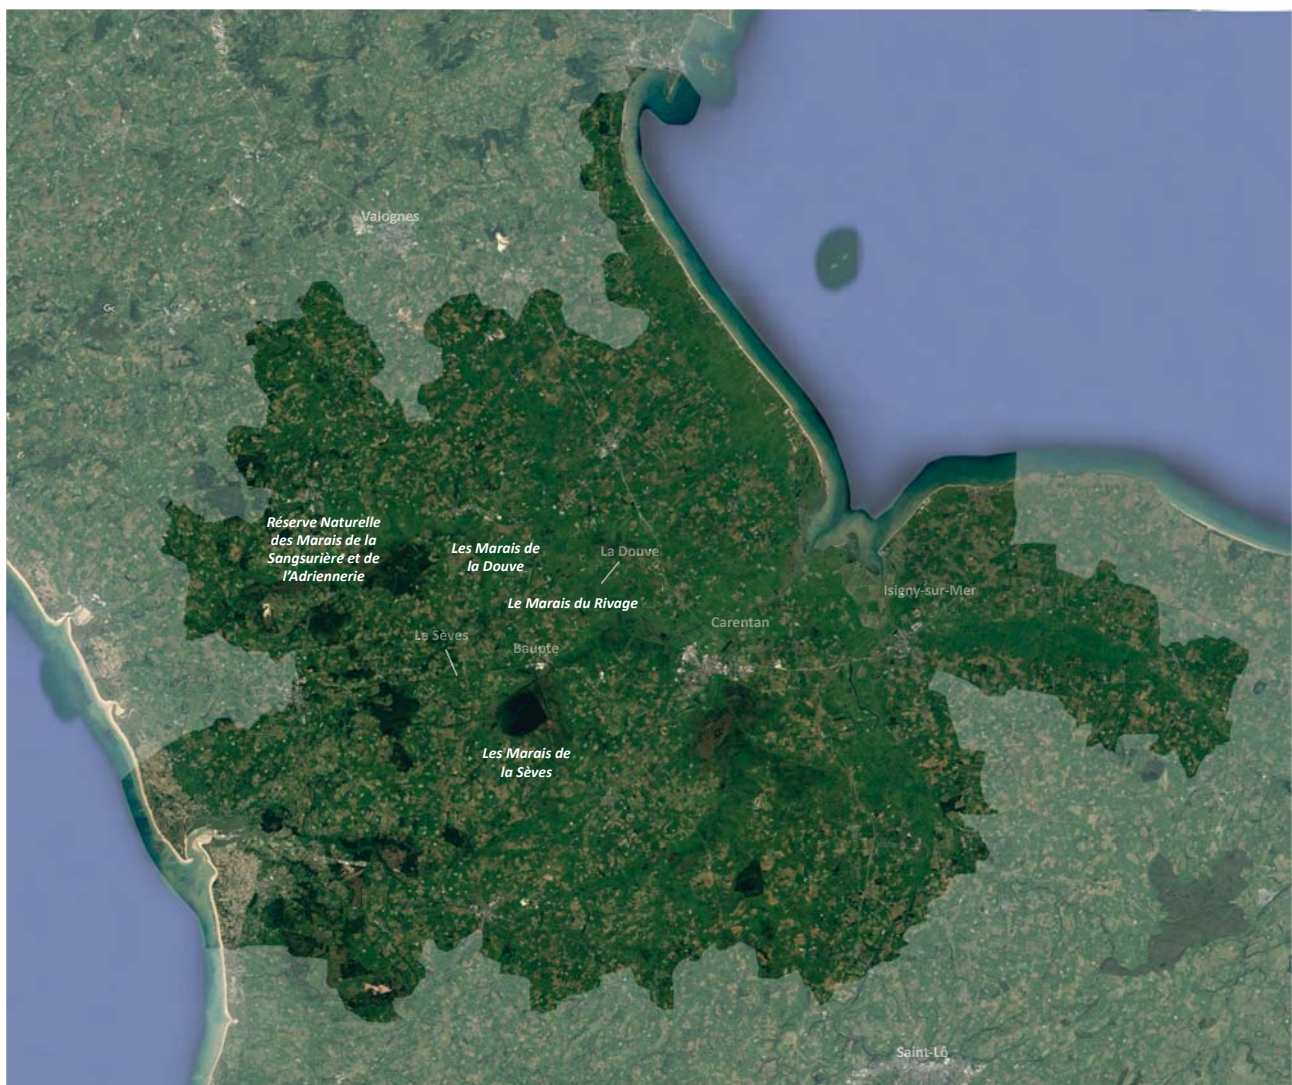 Valognes
Réserve Naturelle
des Marais de la
Sangsurière et de
l'Adriennerie
Les Marais de
la Douve
La Douve
Le Marais du Rivage
Isigny-sur-Mer
Carentan
La Sèves
Baupte
Les Marais de
la Sèves
Saint-Lô